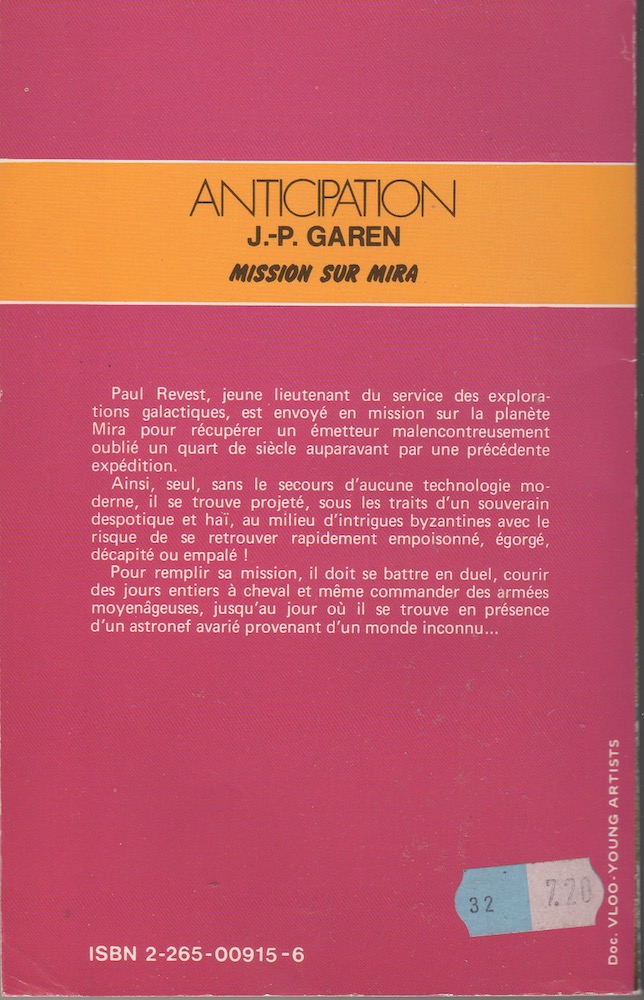 ANTICIPATION
J.-P. GAREN
MISSION SUR MIRA
Paul Revest, jeune lieutenant du service des explora-
tions galactiques, est envoyé en mission sur la planète
Mira pour récupérer un émetteur malencontreusement
oublié un quart de siècle auparavant par une précédente
expédition.
Ainsi, seul, sans le secours d'aucune technologie mo-
derne, il se trouve projeté, sous les traits d'un souverain
despotique et haï, au milieu d'intrigues byzantines avec le
risque de se retrouver rapidement empoisonné, égorgé,
décapité ou empalé !
Pour remplir sa mission, il doit se battre en duel, courir
des jours entiers à cheval et même commander des armées
moyenâgeuses, jusqu'au jour où il se trouve en présence
d'un astronef avarié provenant d'un monde inconnu...
32
7.20
ISBN 2-265-00915-6
Doc. VLOO-YOUNG ARTISTS